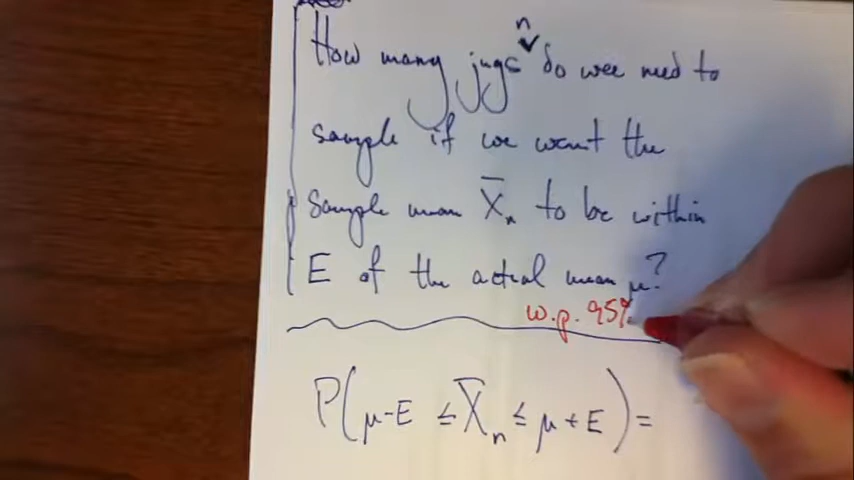 n
How many jugs do wee need to
sample if we want the
sample mean X̅ₙ to be within
E of the actual mean μ?
w.p. 95%
P(μ-E ≤ X̅ₙ ≤ μ+E) =